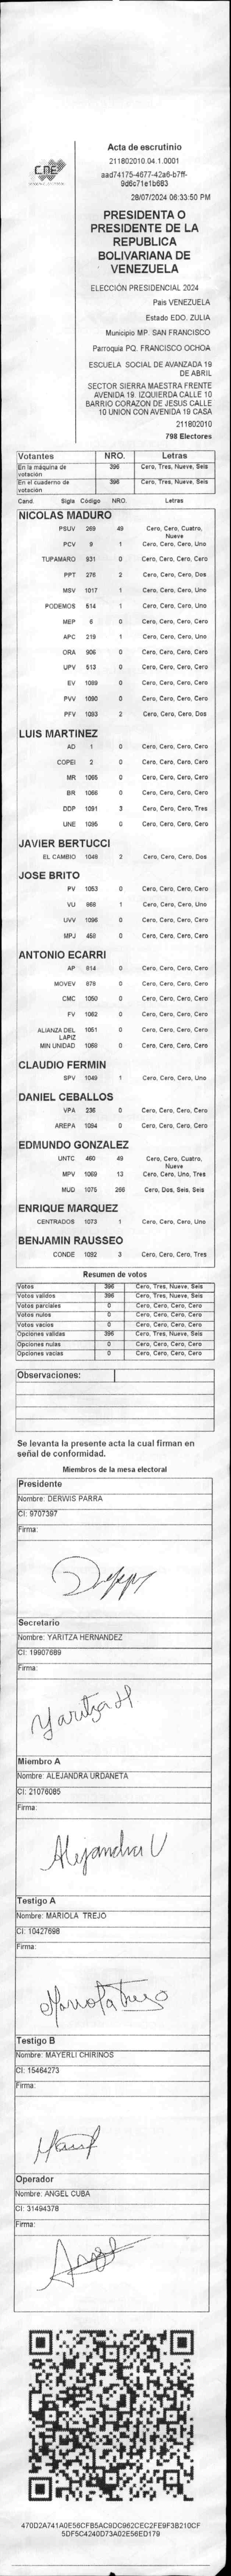 CNE
Acta de escrutinio
211802010.04.1.0001
aad74175-4677-42a6-b7ff-
9d6c71e1b683
28/07/2024 06:33:50 PM
PRESIDENTA O
PRESIDENTE DE LA
REPUBLICA
BOLIVARIANA DE
VENEZUELA
ELECCIÓN PRESIDENCIAL 2024
País VENEZUELA
Estado EDO. ZULIA
Municipio MP. SAN FRANCISCO
Parroquia PQ. FRANCISCO OCHOA
ESCUELA SOCIAL DE AVANZADA 19
DE ABRIL
SECTOR SIERRA MAESTRA FRENTE
AVENIDA 19. IZQUIERDA CALLE 10
BARRIO CORAZON DE JESUS CALLE
10 UNION CON AVENIDA 19 CASA
211802010
798 Electores
Votantes NRO. Letras
En la máquina de votación 396 Cero, Tres, Nueve, Seis
En el cuaderno de votación 396 Cero, Tres, Nueve, Seis
Cand. Sigla Código NRO. Letras
NICOLAS MADURO
PSUV 269 49 Cero, Cero, Cuatro, Nueve
PCV 9 1 Cero, Cero, Cero, Uno
TUPAMARO 931 0 Cero, Cero, Cero, Cero
PPT 276 2 Cero, Cero, Cero, Dos
MSV 1017 1 Cero, Cero, Cero, Uno
PODEMOS 514 1 Cero, Cero, Cero, Uno
MEP 6 0 Cero, Cero, Cero, Cero
APC 219 1 Cero, Cero, Cero, Uno
ORA 906 0 Cero, Cero, Cero, Cero
UPV 513 0 Cero, Cero, Cero, Cero
EV 1089 0 Cero, Cero, Cero, Cero
PVV 1090 0 Cero, Cero, Cero, Cero
PFV 1093 2 Cero, Cero, Cero, Dos
LUIS MARTINEZ
AD 1 0 Cero, Cero, Cero, Cero
COPEI 2 0 Cero, Cero, Cero, Cero
MR 1065 0 Cero, Cero, Cero, Cero
BR 1066 0 Cero, Cero, Cero, Cero
DDP 1091 3 Cero, Cero, Cero, Tres
UNE 1095 0 Cero, Cero, Cero, Cero
JAVIER BERTUCCI
EL CAMBIO 1048 2 Cero, Cero, Cero, Dos
JOSE BRITO
PV 1053 0 Cero, Cero, Cero, Cero
VU 868 1 Cero, Cero, Cero, Uno
UVV 1096 0 Cero, Cero, Cero, Cero
MPJ 458 0 Cero, Cero, Cero, Cero
ANTONIO ECARRI
AP 814 0 Cero, Cero, Cero, Cero
MOVEV 878 0 Cero, Cero, Cero, Cero
CMC 1050 0 Cero, Cero, Cero, Cero
FV 1062 0 Cero, Cero, Cero, Cero
ALIANZA DEL LAPIZ 1051 0 Cero, Cero, Cero, Cero
MIN UNIDAD 1068 0 Cero, Cero, Cero, Cero
CLAUDIO FERMIN
SPV 1049 1 Cero, Cero, Cero, Uno
DANIEL CEBALLOS
VPA 236 0 Cero, Cero, Cero, Cero
AREPA 1094 0 Cero, Cero, Cero, Cero
EDMUNDO GONZALEZ
UNTC 460 49 Cero, Cero, Cuatro, Nueve
MPV 1069 13 Cero, Cero, Uno, Tres
MUD 1075 266 Cero, Dos, Seis, Seis
ENRIQUE MARQUEZ
CENTRADOS 1073 1 Cero, Cero, Cero, Uno
BENJAMIN RAUSSEO
CONDE 1092 3 Cero, Cero, Cero, Tres
Resumen de votos
Votos 396 Cero, Tres, Nueve, Seis
Votos validos 396 Cero, Tres, Nueve, Seis
Votos parciales 0 Cero, Cero, Cero, Cero
Votos nulos 0 Cero, Cero, Cero, Cero
Votos vacios 0 Cero, Cero, Cero, Cero
Opciones validas 396 Cero, Tres, Nueve, Seis
Opciones nulas 0 Cero, Cero, Cero, Cero
Opciones vacias 0 Cero, Cero, Cero, Cero
Observaciones:
Se levanta la presente acta la cual firman en
señal de conformidad.
Miembros de la mesa electoral
Presidente
Nombre: DERWIS PARRA
CI: 9707397
Firma:
Secretario
Nombre: YARITZA HERNANDEZ
CI: 19907689
Firma:
Yaritza H
Miembro A
Nombre: ALEJANDRA URDANETA
CI: 21076085
Firma:
Alejandra U
Testigo A
Nombre: MARIOLA TREJO
CI: 10427698
Firma:
Mariola Trejo
Testigo B
Nombre: MAYERLI CHIRINOS
CI: 15464273
Firma:
Operador
Nombre: ANGEL CUBA
CI: 31494378
Firma:
Angel
470D2A741A0E56CFB5AC9DC962CEC2FE9F3B210CF
5DF5C4240D73A02E56ED179